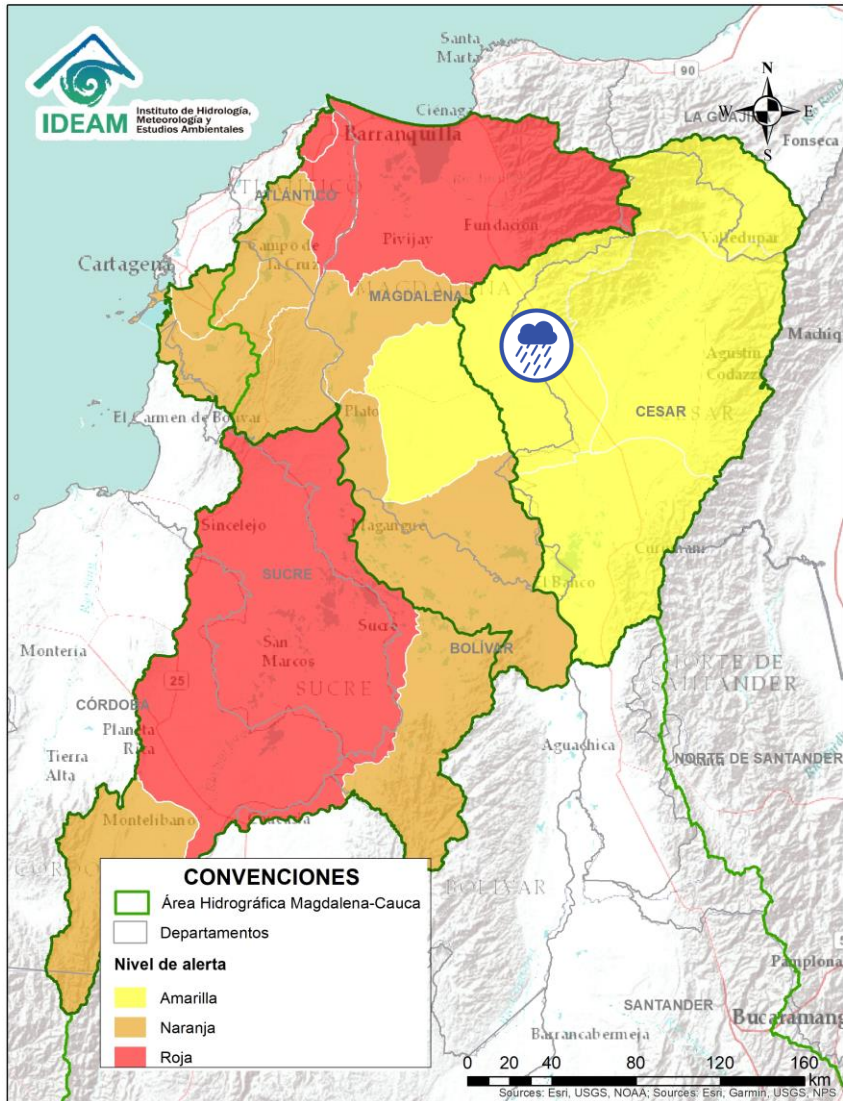 IDEAM
Instituto de Hidrología,
Meteorología y
Estudios Ambientales
Santa
Marta
90
N
W
E
S
LA GUAJIRA
Fonseca
Ciénaga
Barranquilla
ATLÁNTICO
Fundación
Pivijay
Valledupar
Campo de
la Cruz
Cartagena
MAGDALENA
Agustín
Codazzi
El Carmen de Bolívar
Plato
CESAR
Sincelejo
Magangue
SUCRE
El Banco
Sucre
San
Marcos
SUCRE
BOLÍVAR
Montería
25
NORTE DE
SANTANDER
CÓRDOBA
Planeta
Rica
Tierra
Alta
Aguachica
NORTE DE SANTANDER
Montelibano
BOLÍVAR
CONVENCIONES
Área Hidrográfica Magdalena-Cauca
Departamentos
Nivel de alerta
Amarilla
Naranja
Roja
Pamplona
SANTANDER
Bucaramang
Barrancabermeja
0 20 40 80 120 160
Km
Sources: Esri, USGS, NOAA; Sources: Esri, Garmin, USGS, NPS